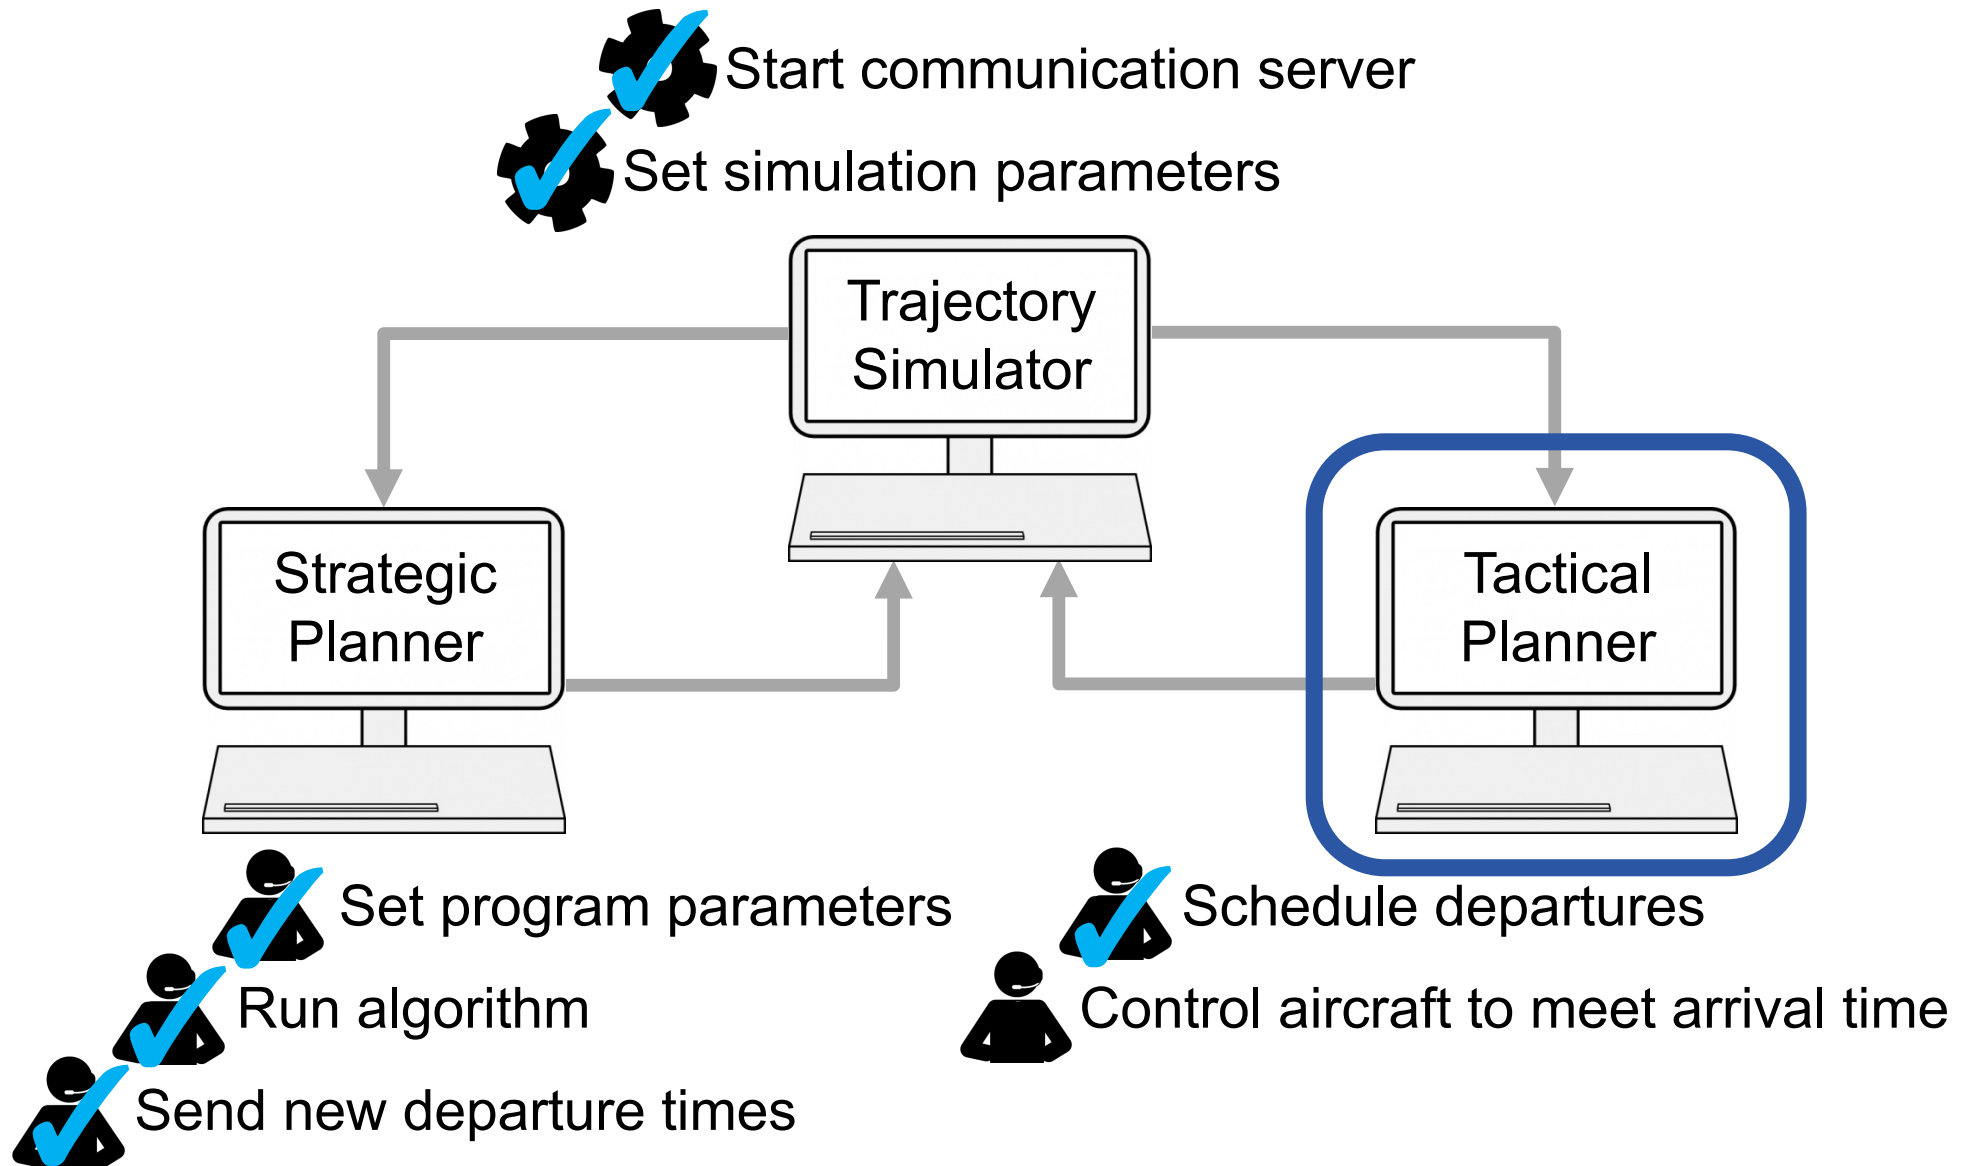 Start communication server
Set simulation parameters
Trajectory
Simulator
Strategic
Planner
Tactical
Planner
Set program parameters
Run algorithm
Send new departure times
Schedule departures
Control aircraft to meet arrival time